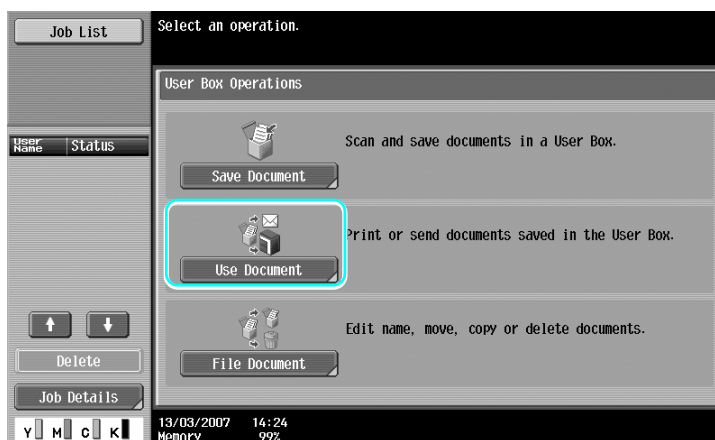 Job List
Select an operation.
User Box Operations
User Name Status
Scan and save documents in a User Box.
Save Document
Print or send documents saved in the User Box.
Use Document
Edit name, move, copy or delete documents.
File Document
Delete
Job Details
Y M C K
13/03/2007 14:24
Memory 99%